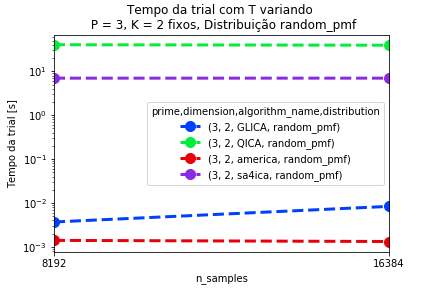 Tempo da trial com T variando
P = 3, K = 2 fixos, Distribuição random_pmf
Tempo da trial [s]
10¹
10⁰
10⁻¹
10⁻²
10⁻³
prime,dimension,algorithm_name,distribution
(3, 2, GLICA, random_pmf)
(3, 2, QICA, random_pmf)
(3, 2, america, random_pmf)
(3, 2, sa4ica, random_pmf)
8192
16384
n_samples